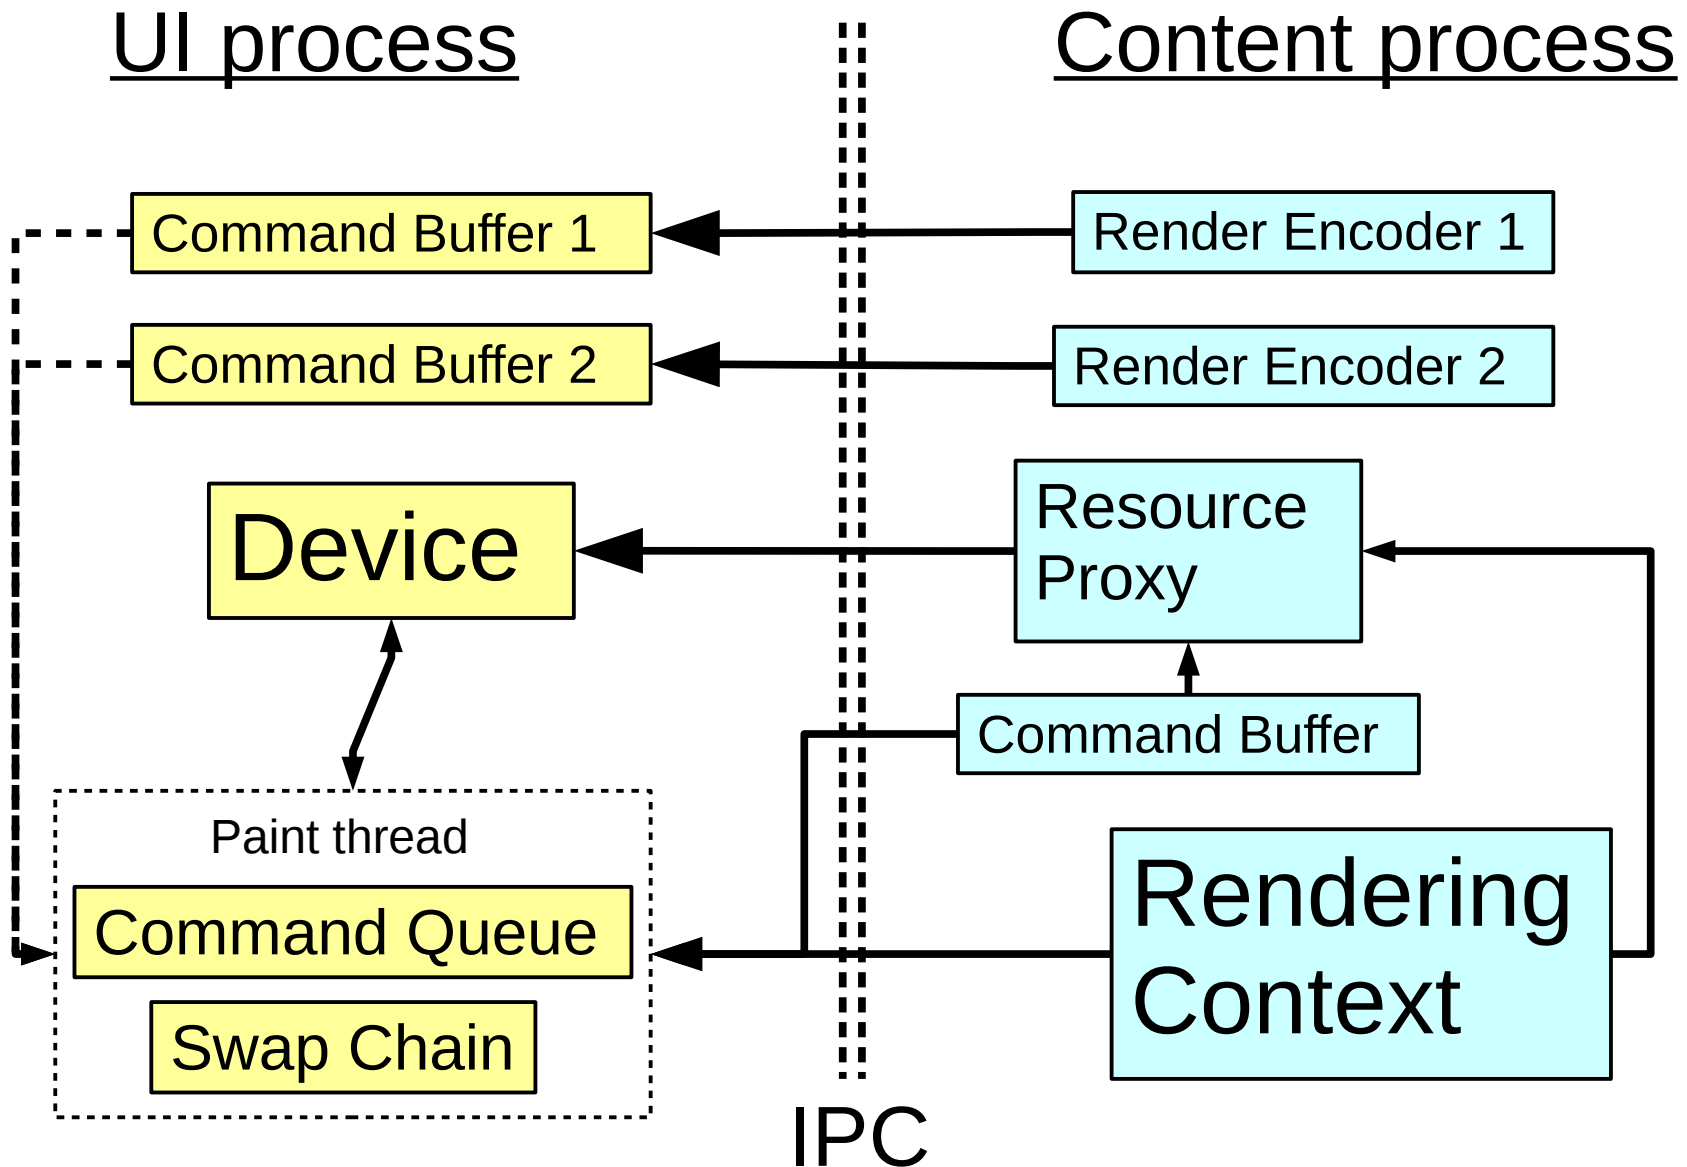 UI process
Content process
Command Buffer 1
Render Encoder 1
Command Buffer 2
Render Encoder 2
Device
Resource
Proxy
Command Buffer
Paint thread
Command Queue
Swap Chain
Rendering
Context
IPC